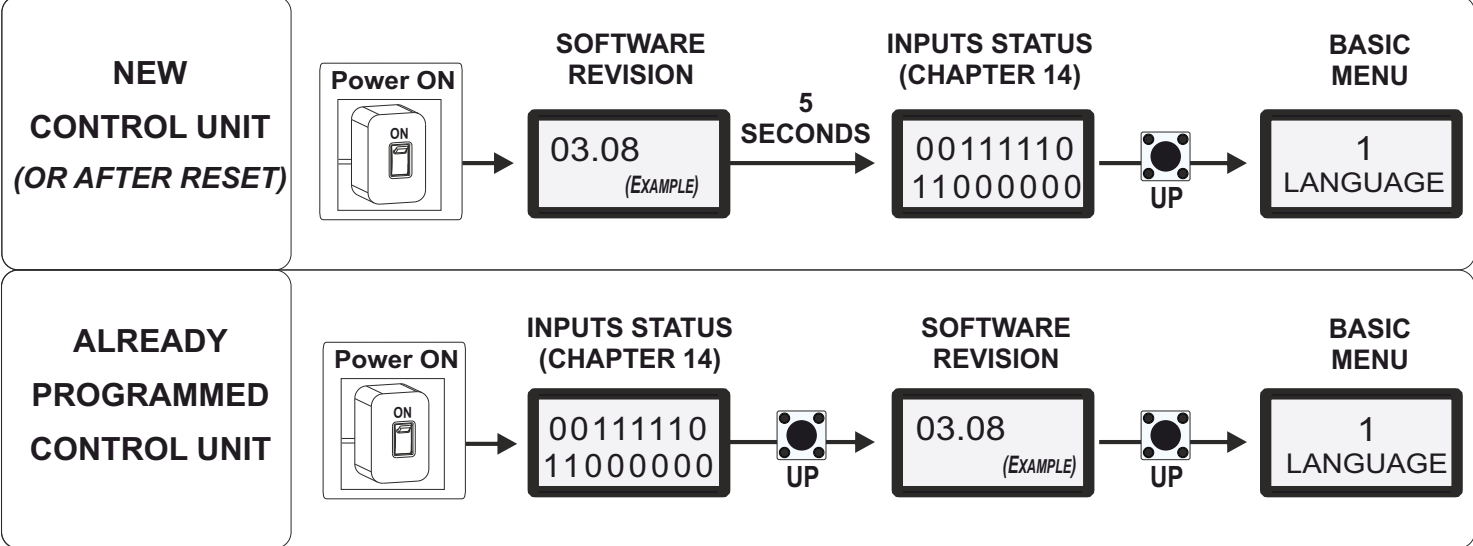 NEW
CONTROL UNIT
(OR AFTER RESET)
Power ON
ON
SOFTWARE
REVISION
03.08
(EXAMPLE)
5
SECONDS
INPUTS STATUS
(CHAPTER 14)
00111110
11000000
UP
BASIC
MENU
1
LANGUAGE
ALREADY
PROGRAMMED
CONTROL UNIT
Power ON
ON
INPUTS STATUS
(CHAPTER 14)
00111110
11000000
UP
SOFTWARE
REVISION
03.08
(EXAMPLE)
UP
BASIC
MENU
1
LANGUAGE